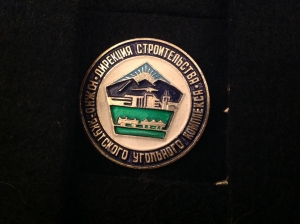 ДИРЕКЦИЯ СТРОИТЕЛЬСТВА
ЮЖНО-ЯКУТСКОГО УГОЛЬНОГО КОМПЛЕКСА